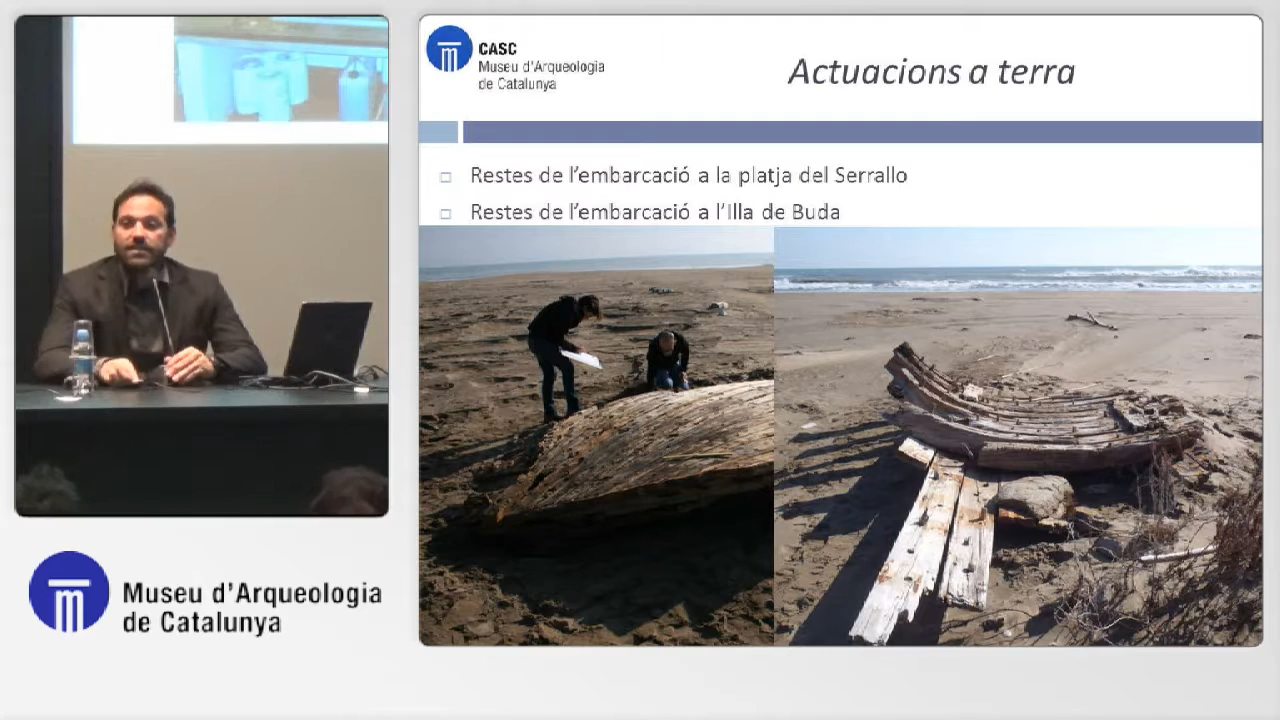 CASC
Museu d'Arqueologia
de Catalunya
Actuacions a terra
Restes de l'embarcació a la platja del Serrallo
Restes de l'embarcació a l'Illa de Buda
Museu d'Arqueologia
de Catalunya